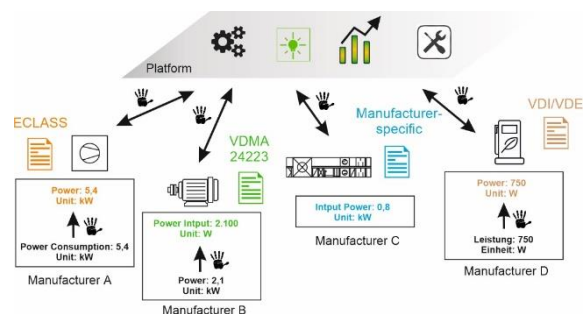 Platform
ECLASS
VDMA
24223
Manufacturer-
specific
VDI/VDE
Power: 5,4
Unit: kW
Power Consumption: 5,4
Unit: kW
Manufacturer A
Power Intput: 2.100
Unit: W
Power: 2,1
Unit: kW
Manufacturer B
Intput Power: 0,8
Unit: kW
Manufacturer C
Power: 750
Unit: W
Leistung: 750
Einheit: W
Manufacturer D